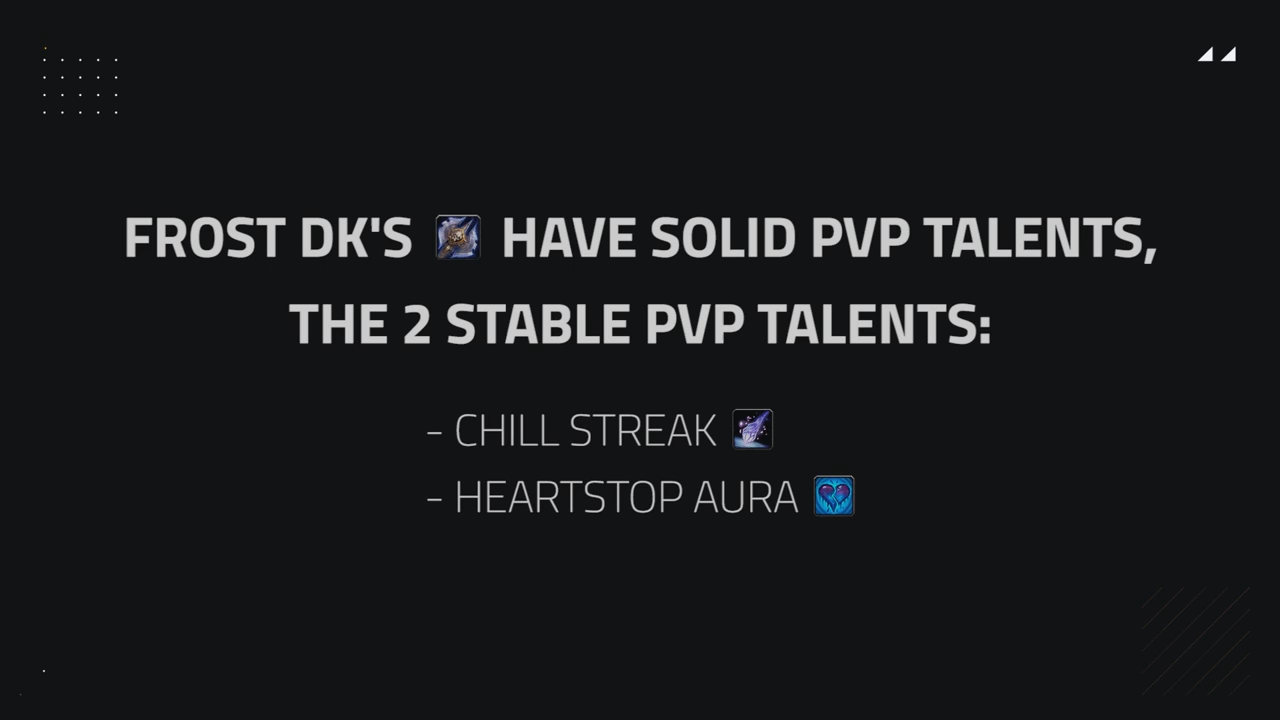 FROST DK'S HAVE SOLID PVP TALENTS,
THE 2 STABLE PVP TALENTS:
- CHILL STREAK
- HEARTSTOP AURA